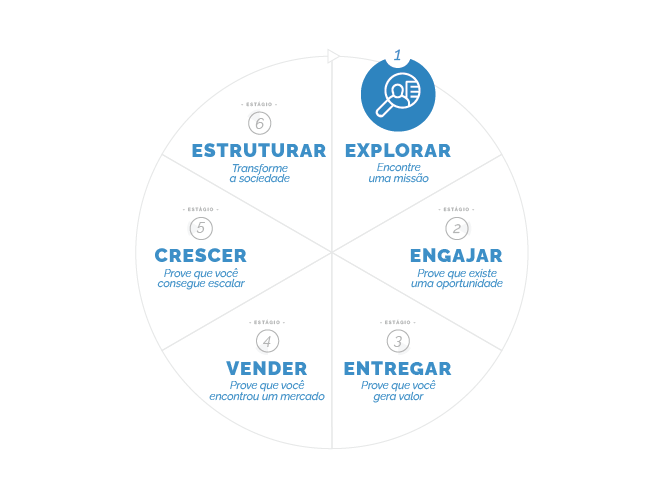 1
EXPLORAR
Encontre
uma missão
- ESTÁGIO -
2
ENGAJAR
Prove que existe
uma oportunidade
- ESTÁGIO -
3
ENTREGAR
Prove que você
gera valor
- ESTÁGIO -
4
VENDER
Prove que você
encontrou um mercado
- ESTÁGIO -
5
CRESCER
Prove que você
consegue escalar
- ESTÁGIO -
6
ESTRUTURAR
Transforme
a sociedade